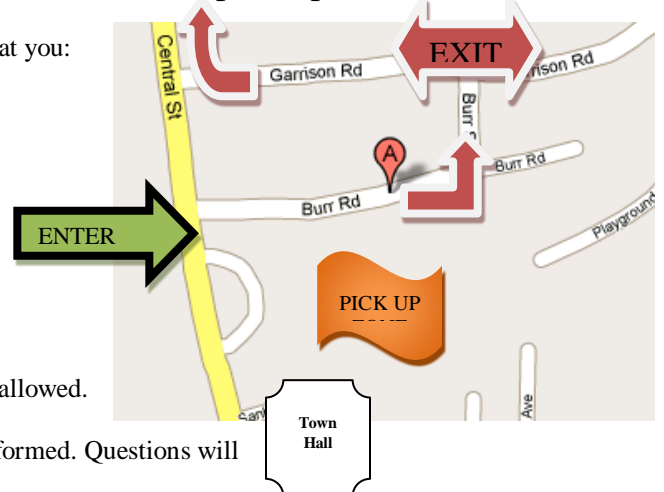 at you:
EXIT
Central St
Garrison Rd
rison Rd
Burr
A
Burr Rd
Burr Rd
Playground
ENTER
PICK UP
allowed.
Ave
Town
Hall
formed. Questions will